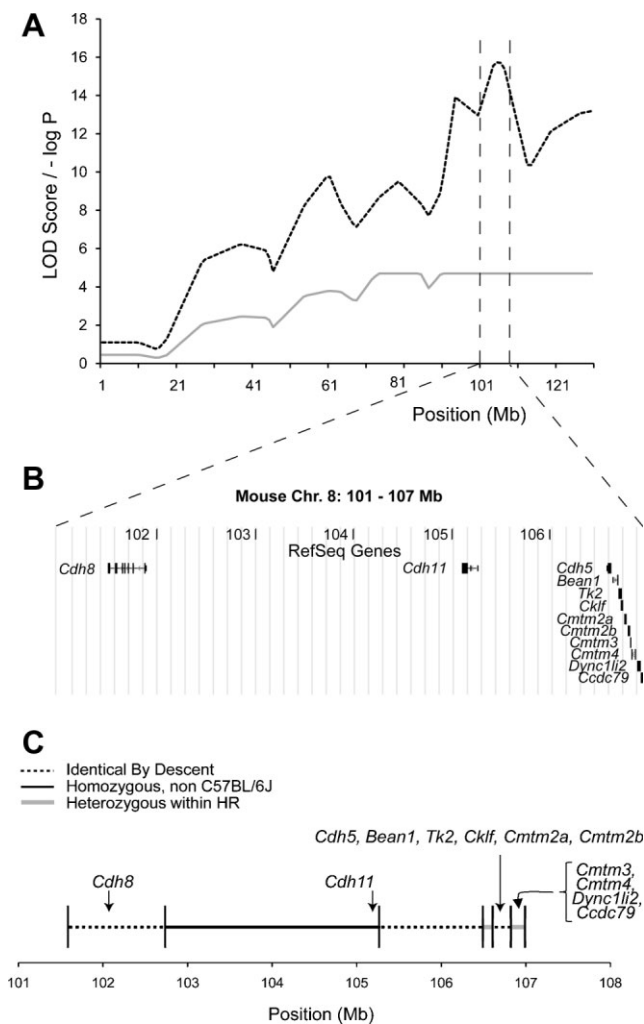 A
18
16
14
12
10
8
6
4
2
0
LOD Score / - log P
1 21 41 61 81 101 121
Position (Mb)
B
Mouse Chr. 8: 101 - 107 Mb
102 103 104 105 106
RefSeq Genes
Cdh8 Cdh11 Cdh5
Bean1
Tk2
Cklf
Cmtm2a
Cmtm2b
Cmtm3
Cmtm4
Dync1li2
Ccdc79
C
Identical By Descent
Homozygous, non C57BL/6J
Heterozygous within HR
Cdh5, Bean1, Tk2, Cklf, Cmtm2a, Cmtm2b
Cdh8 Cdh11
Cmtm3,
Cmtm4,
Dync1li2,
Ccdc79
101 102 103 104 105 106 107 108
Position (Mb)